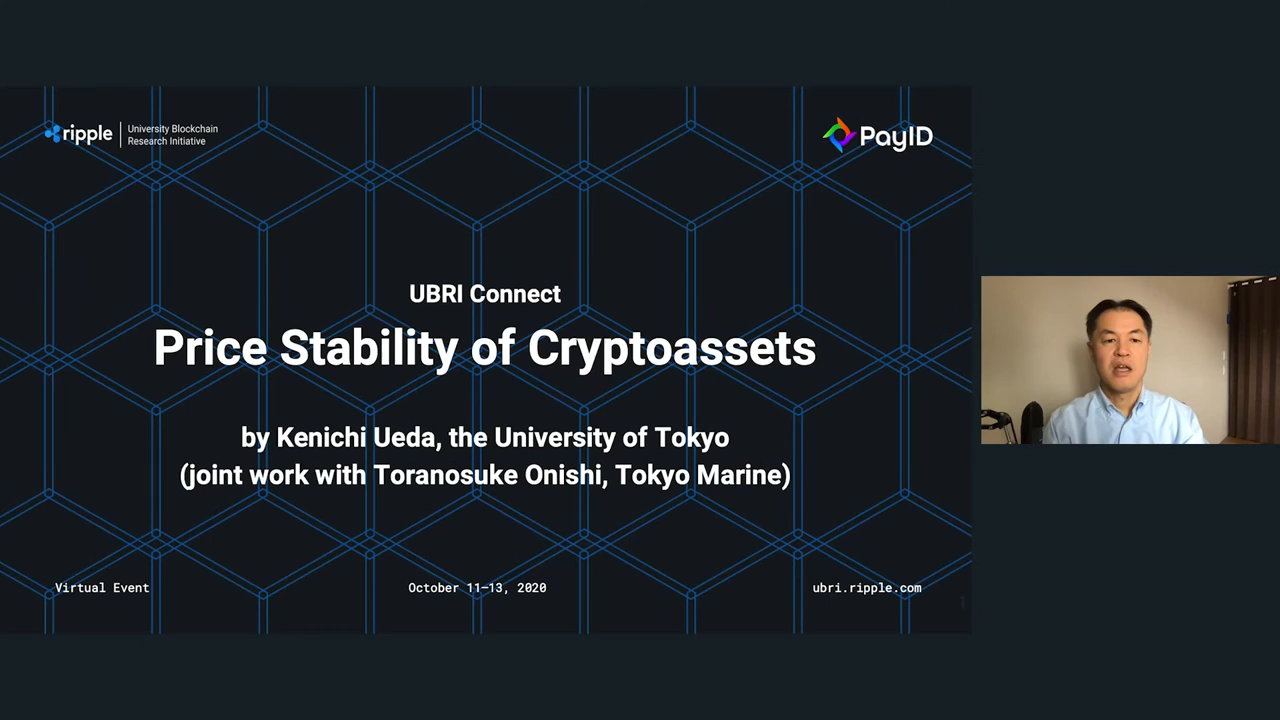 ripple
University Blockchain
Research Initiative
PayID
UBRI Connect
Price Stability of Cryptoassets
by Kenichi Ueda, the University of Tokyo
(joint work with Toranosuke Onishi, Tokyo Marine)
Virtual Event
October 11–13, 2020
ubri.ripple.com